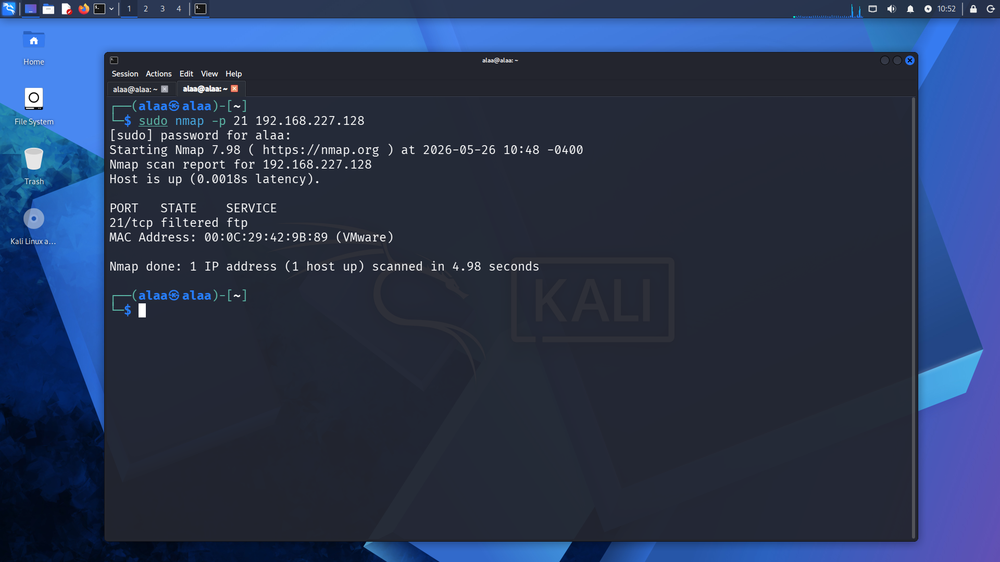 1 2 3 4 10:52
Home
File System
Trash
Kali Linux a...
alaa@alaa: ~
Session Actions Edit View Help
alaa@alaa: ~ alaa@alaa: ~
┌──(alaa㉿alaa)-[~]
└─$ sudo nmap -p 21 192.168.227.128
[sudo] password for alaa:
Starting Nmap 7.98 ( https://nmap.org ) at 2026-05-26 10:48 -0400
Nmap scan report for 192.168.227.128
Host is up (0.0018s latency).
PORT   STATE    SERVICE
21/tcp filtered ftp
MAC Address: 00:0C:29:42:9B:89 (VMware)
Nmap done: 1 IP address (1 host up) scanned in 4.98 seconds
┌──(alaa㉿alaa)-[~]
└─$
KALI